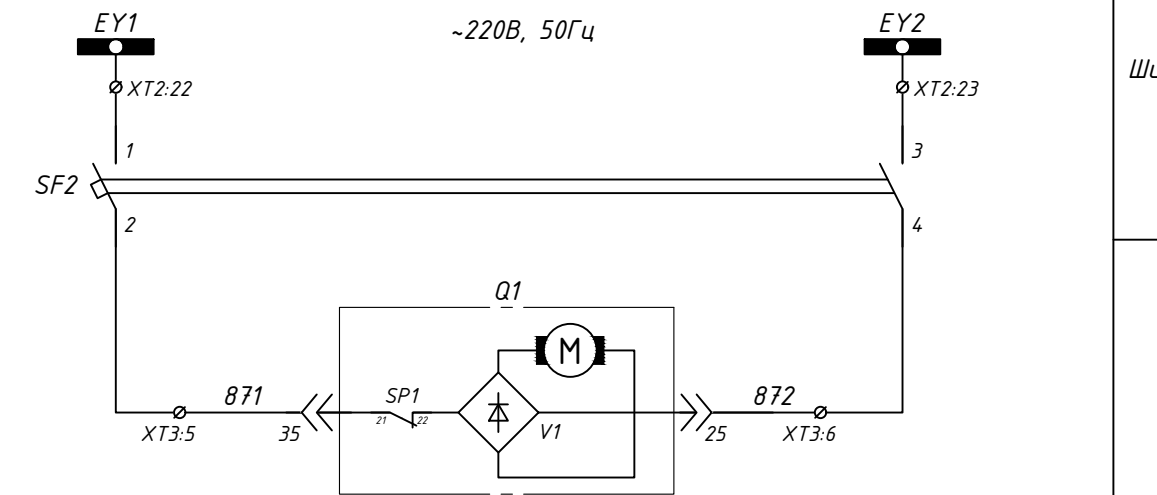 EY1
~220В, 50Гц
EY2
XT2:22
XT2:23
1
3
SF2
2
4
Q1
M
871
SP1
872
21
22
XT3:5
35
V1
25
XT3:6